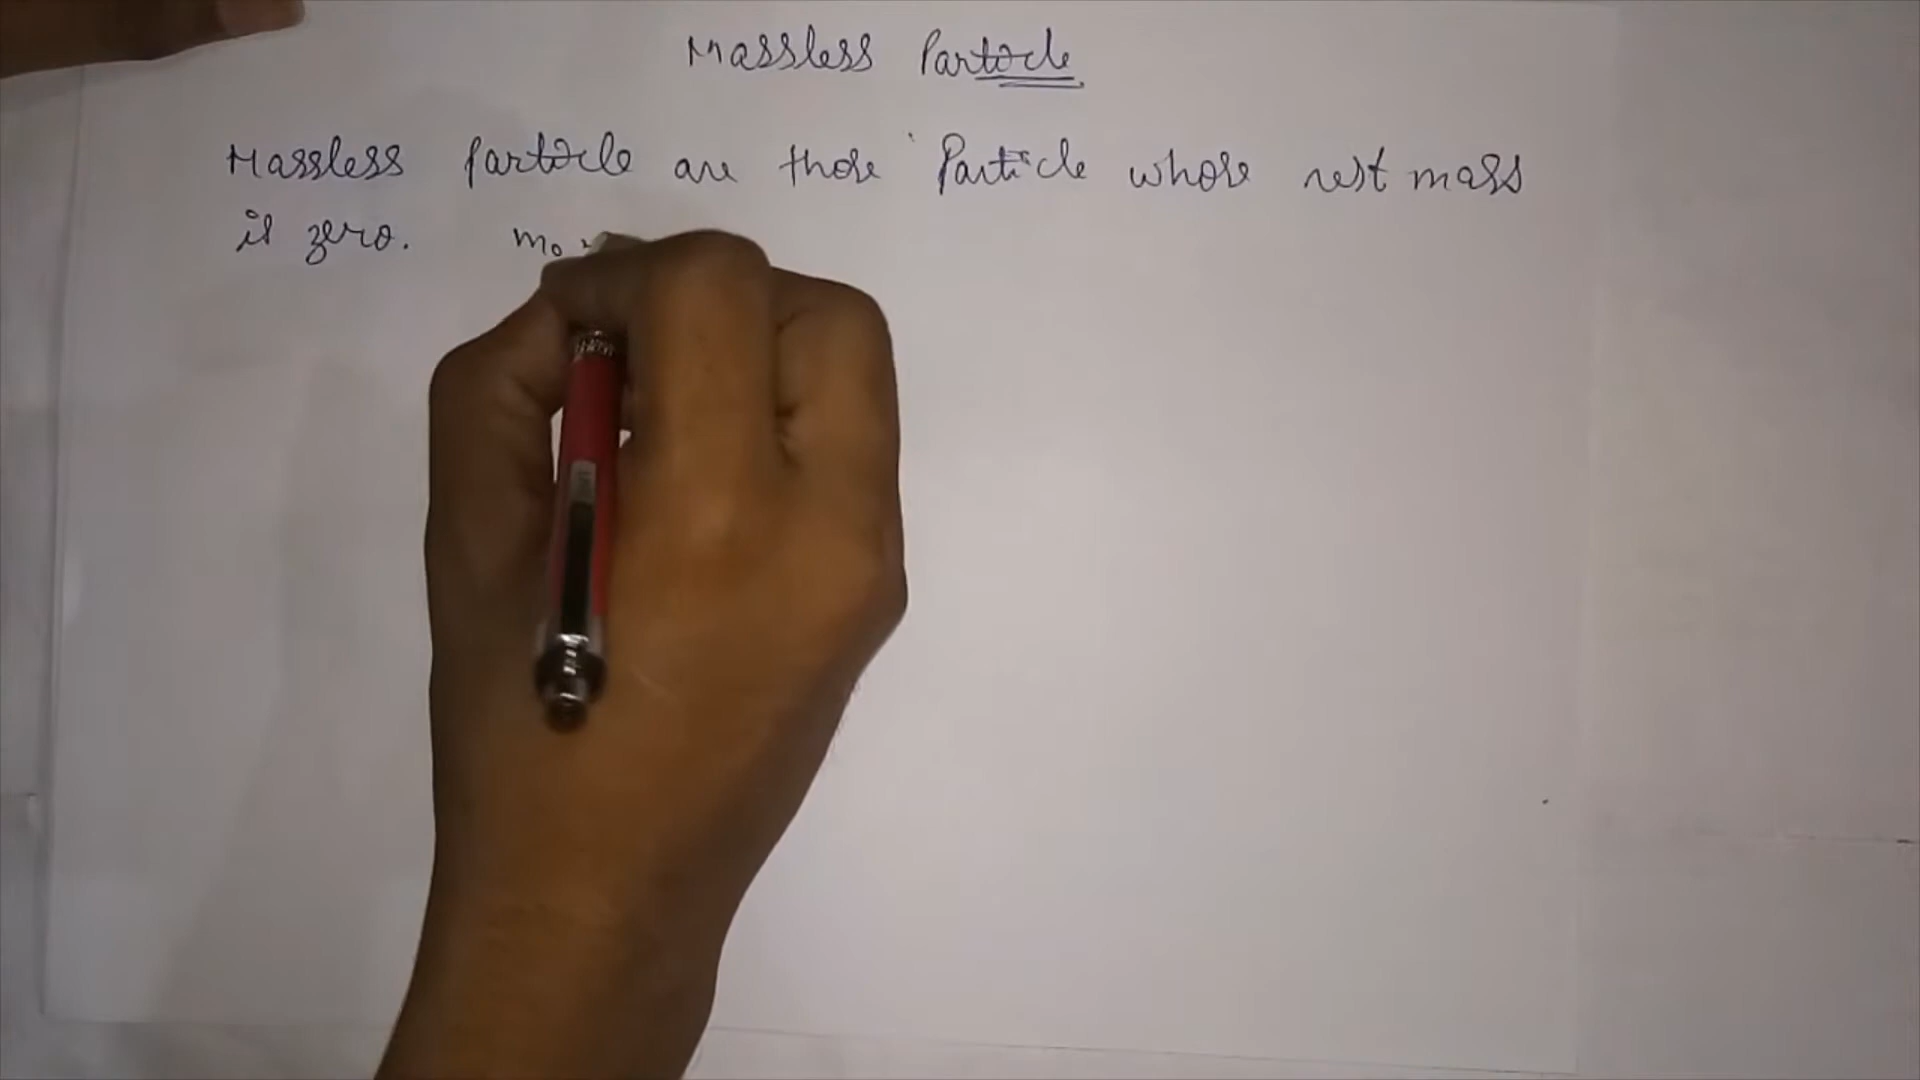 Massless Particle
Massless Particle are those Particle whose rest mass
is zero. m₀